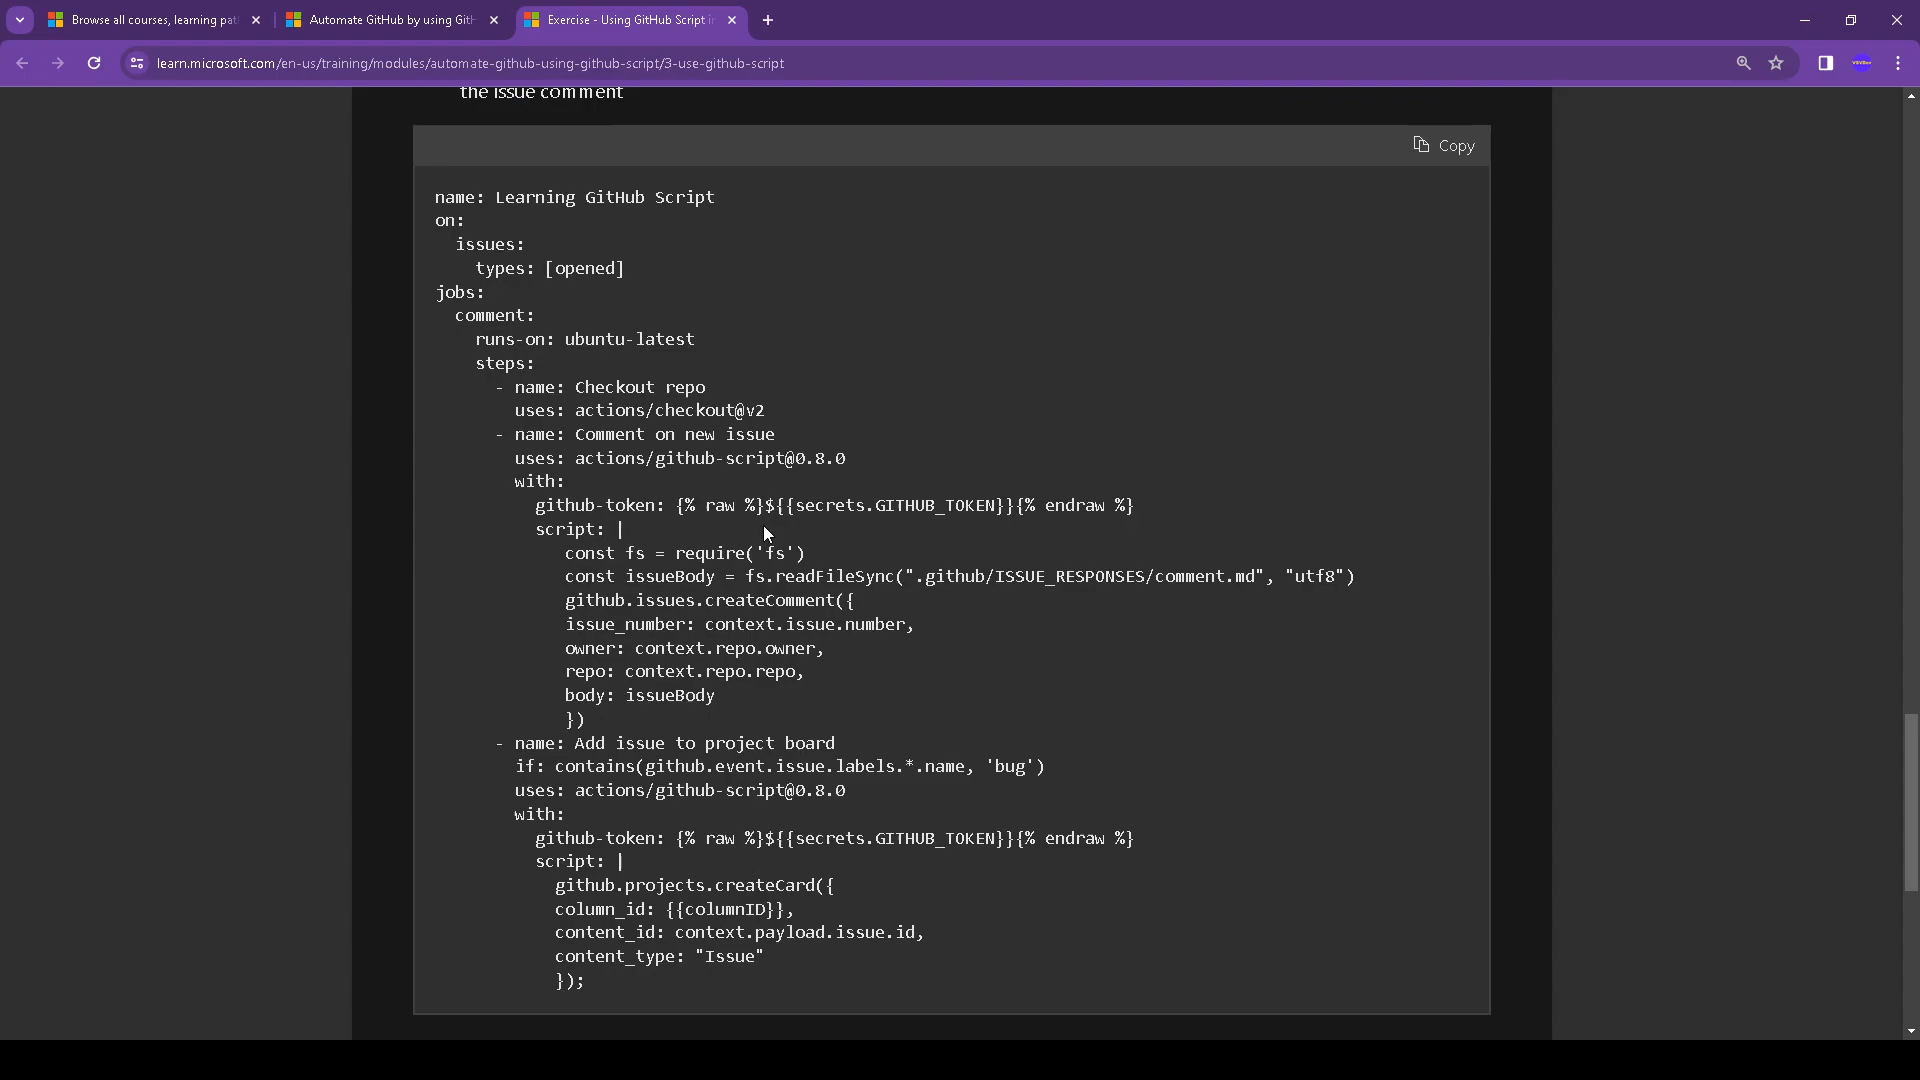 Browse all courses, learning pat
Automate GitHub by using GitH
Exercise - Using GitHub Script in
learn.microsoft.com/en-us/training/modules/automate-github-using-github-script/3-use-github-script
the issue comment
Copy
name: Learning GitHub Script
on:
  issues:
    types: [opened]
jobs:
  comment:
    runs-on: ubuntu-latest
    steps:
      - name: Checkout repo
        uses: actions/checkout@v2
      - name: Comment on new issue
        uses: actions/github-script@0.8.0
        with:
          github-token: {% raw %}${{secrets.GITHUB_TOKEN}}{% endraw %}
          script: |
             const fs = require('fs')
             const issueBody = fs.readFileSync(".github/ISSUE_RESPONSES/comment.md", "utf8")
             github.issues.createComment({
             issue_number: context.issue.number,
             owner: context.repo.owner,
             repo: context.repo.repo,
             body: issueBody
             })
      - name: Add issue to project board
        if: contains(github.event.issue.labels.*.name, 'bug')
        uses: actions/github-script@0.8.0
        with:
          github-token: {% raw %}${{secrets.GITHUB_TOKEN}}{% endraw %}
          script: |
            github.projects.createCard({
            column_id: {{columnID}},
            content_id: context.payload.issue.id,
            content_type: "Issue"
            });